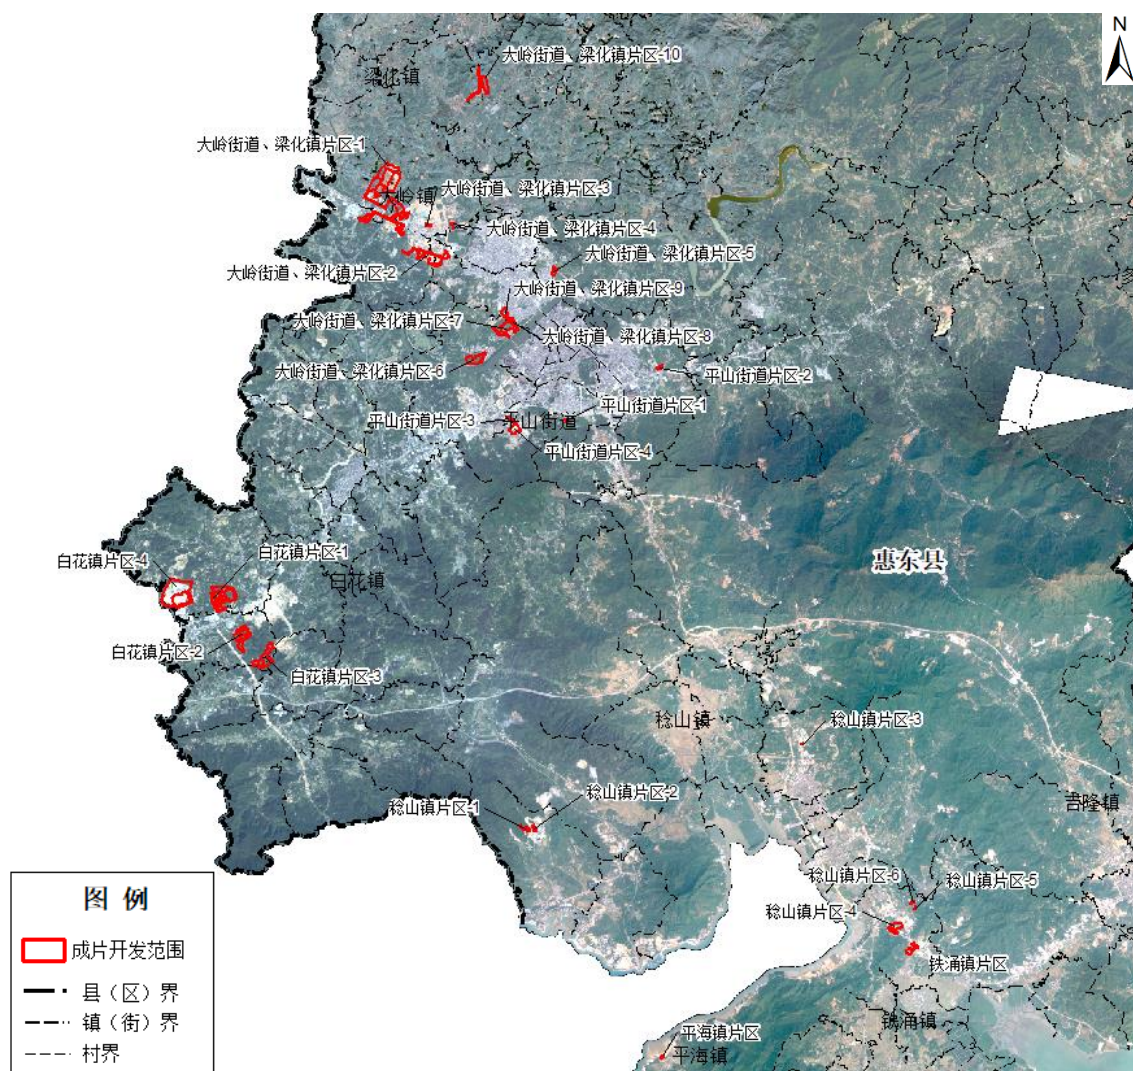 N
大岭街道、梁化镇片区-10
梁化镇
大岭街道、梁化镇片区-1
大岭街道、梁化镇片区-3
大岭镇
大岭街道、梁化镇片区-4
大岭街道、梁化镇片区-5
大岭街道、梁化镇片区-2
大岭街道、梁化镇片区-9
大岭街道、梁化镇片区-7
大岭街道、梁化镇片区-8
大岭街道、梁化镇片区-6
平山街道片区-2
平山街道片区-1
平山街道片区-3
平山街道
平山街道片区-4
惠东县
白花镇片区-1
白花镇片区-4
白花镇
白花镇片区-2
白花镇片区-3
稔山镇
稔山镇片区-3
稔山镇片区-2
稔山镇片区-1
吉隆镇
稔山镇片区-6
稔山镇片区-5
稔山镇片区-4
铁涌镇片区
铁涌镇
平海镇片区
平海镇
图 例
成片开发范围
县（区）界
镇（街）界
村界